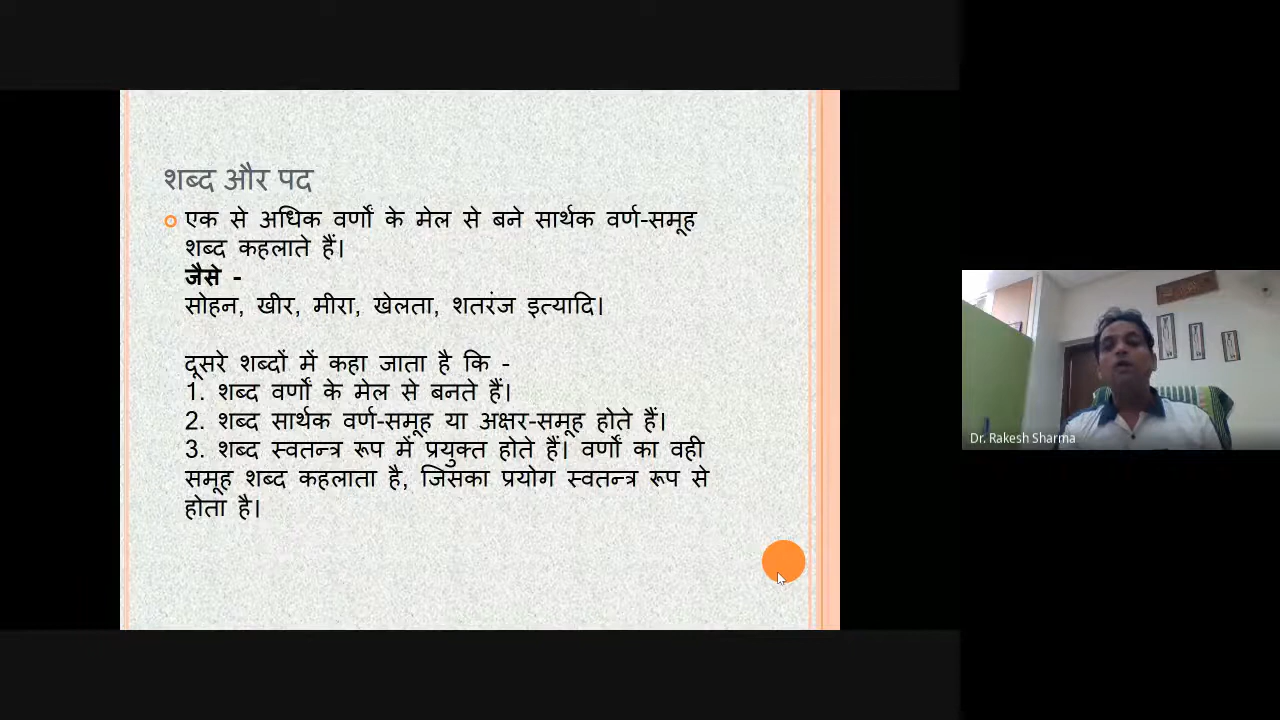 शब्द और पद
एक से अधिक वर्णों के मेल से बने सार्थक वर्ण-समूह
शब्द कहलाते हैं।
जैसे -
सोहन, खीर, मीरा, खेलता, शतरंज इत्यादि।
दूसरे शब्दों में कहा जाता है कि -
1. शब्द वर्णों के मेल से बनते हैं।
2. शब्द सार्थक वर्ण-समूह या अक्षर-समूह होते हैं।
3. शब्द स्वतन्त्र रूप में प्रयुक्त होते हैं। वर्णों का वही
समूह शब्द कहलाता है, जिसका प्रयोग स्वतन्त्र रूप से
होता है।
Dr. Rakesh Sharma